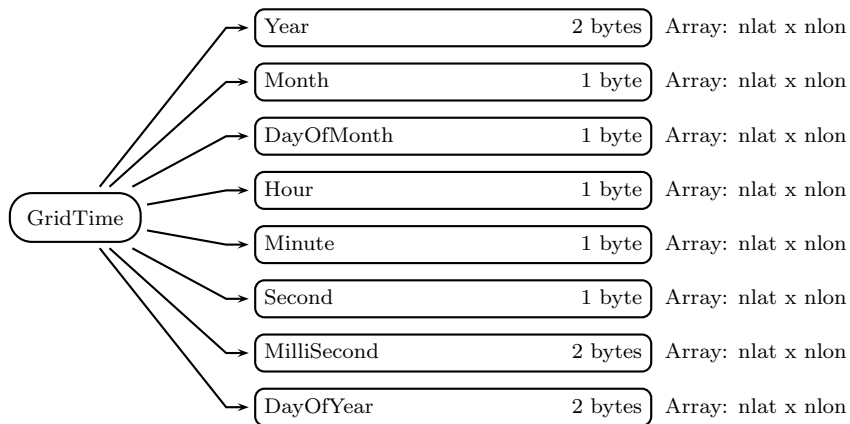 Year 2 bytes Array: nlat x nlon
Month 1 byte Array: nlat x nlon
DayOfMonth 1 byte Array: nlat x nlon
Hour 1 byte Array: nlat x nlon
GridTime
Minute 1 byte Array: nlat x nlon
Second 1 byte Array: nlat x nlon
MilliSecond 2 bytes Array: nlat x nlon
DayOfYear 2 bytes Array: nlat x nlon